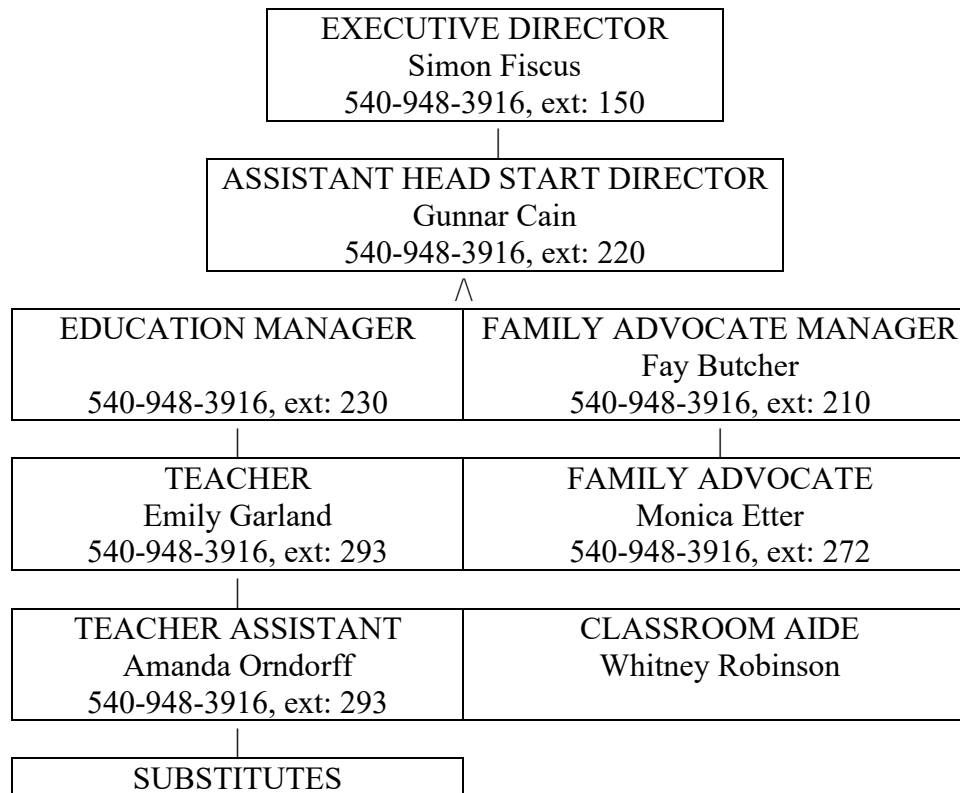 EXECUTIVE DIRECTOR
Simon Fiscus
540-948-3916, ext: 150
ASSISTANT HEAD START DIRECTOR
Gunnar Cain
540-948-3916, ext: 220
EDUCATION MANAGER
540-948-3916, ext: 230
FAMILY ADVOCATE MANAGER
Fay Butcher
540-948-3916, ext: 210
TEACHER
Emily Garland
540-948-3916, ext: 293
FAMILY ADVOCATE
Monica Etter
540-948-3916, ext: 272
TEACHER ASSISTANT
Amanda Orndorff
540-948-3916, ext: 293
CLASSROOM AIDE
Whitney Robinson
SUBSTITUTES